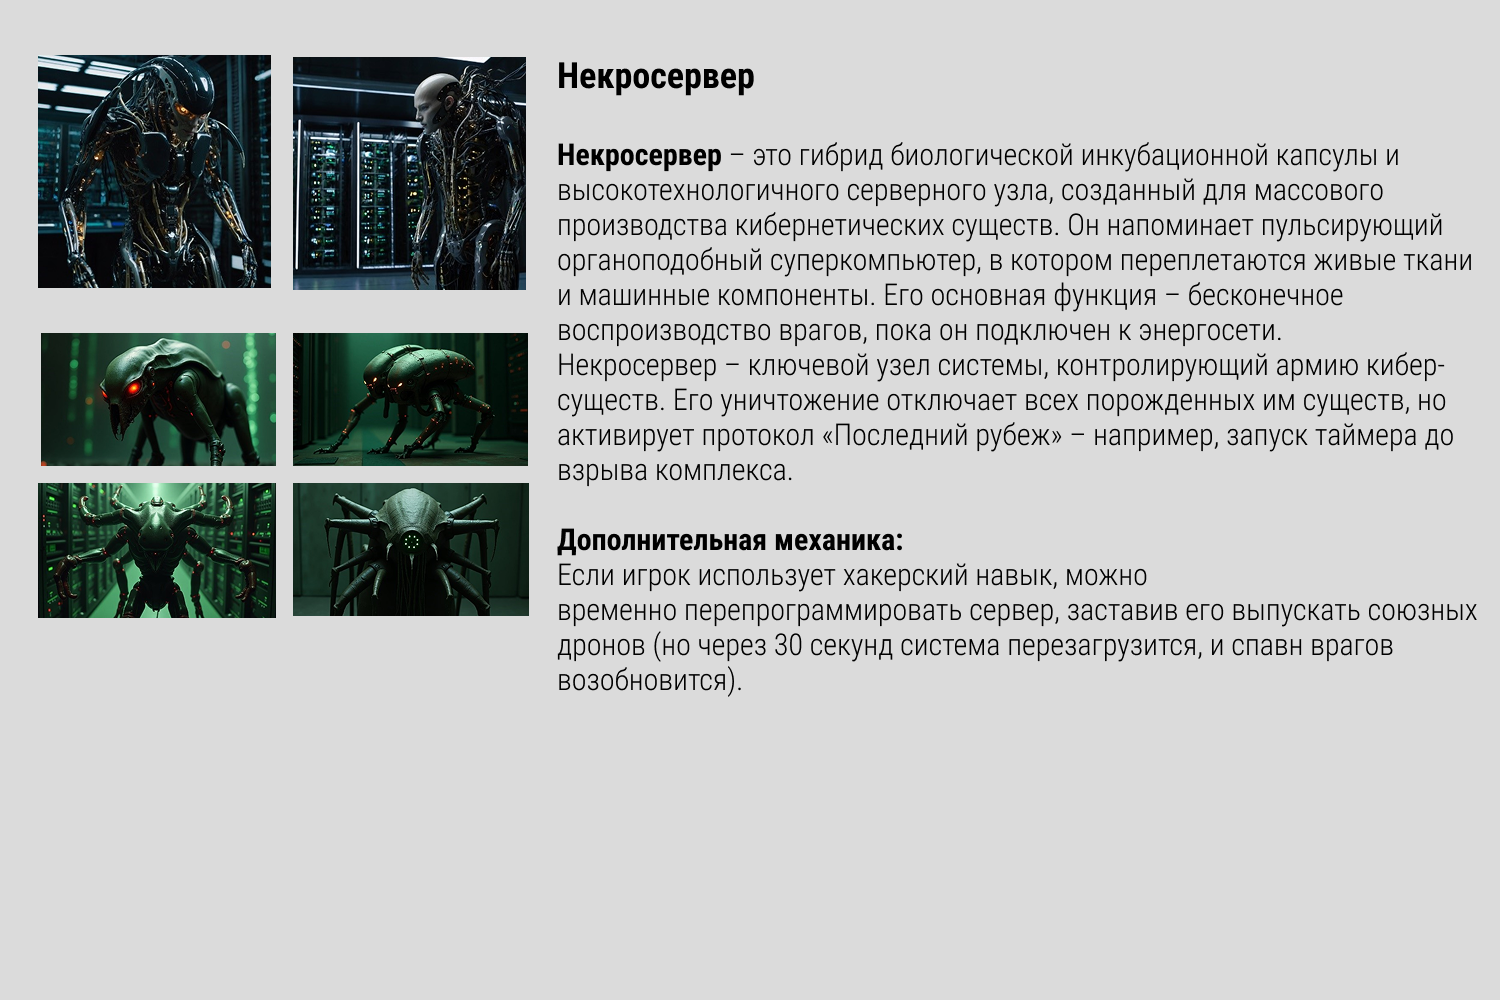 Некросервер
Некросервер – это гибрид биологической инкубационной капсулы и
высокотехнологичного серверного узла, созданный для массового
производства кибернетических существ. Он напоминает пульсирующий
органоподобный суперкомпьютер, в котором переплетаются живые ткани
и машинные компоненты. Его основная функция – бесконечное
воспроизводство врагов, пока он подключен к энергосети.
Некросервер – ключевой узел системы, контролирующий армию кибер-
существ. Его уничтожение отключает всех порожденных им существ, но
активирует протокол «Последний рубеж» – например, запуск таймера до
взрыва комплекса.
Дополнительная механика:
Если игрок использует хакерский навык, можно
временно перепрограммировать сервер, заставив его выпускать союзных
дронов (но через 30 секунд система перезагрузится, и спавн врагов
возобновится).